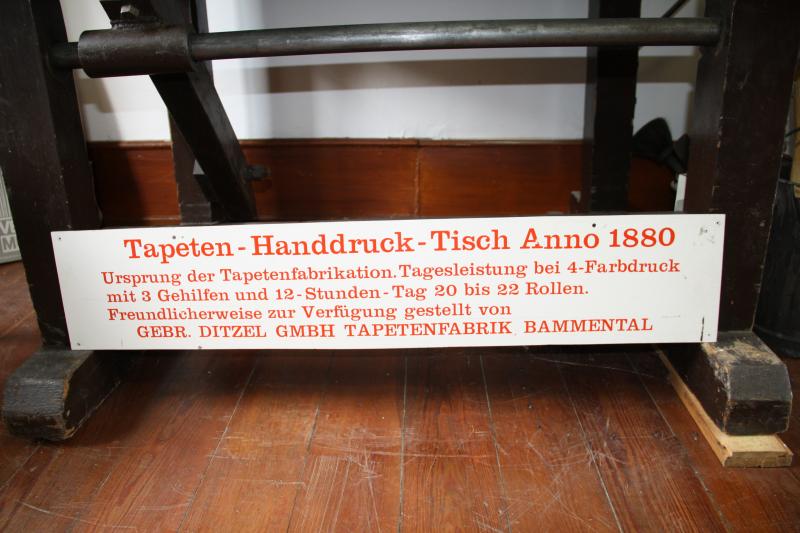 Tapeten-Handdruck-Tisch Anno 1880
Ursprung der Tapetenfabrikation. Tagesleistung bei 4-Farbdruck
mit 3 Gehilfen und 12-Stunden-Tag 20 bis 22 Rollen.
Freundlicherweise zur Verfügung gestellt von
GEBR. DITZEL GMBH TAPETENFABRIK BAMMENTAL